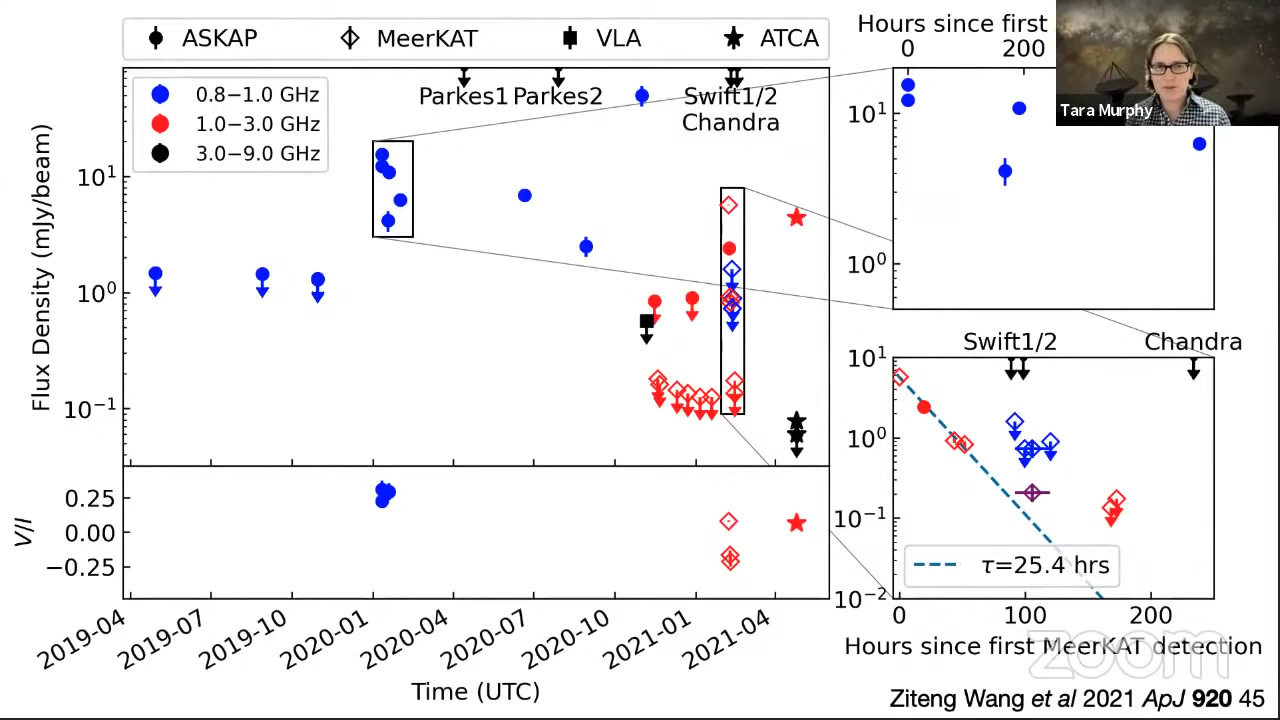 ASKAP MeerKAT VLA ATCA
0.8−1.0 GHz
1.0−3.0 GHz
3.0−9.0 GHz
Parkes1 Parkes2 Swift1/2
Chandra
Flux Density (mJy/beam)
10¹
10⁰
10⁻¹
V/I
0.25
0.00
−0.25
2019-04
2019-07
2019-10
2020-01
2020-04
2020-07
2020-10
2021-01
2021-04
Time (UTC)
Hours since first
0 200
10¹
10⁰
Tara Murphy
Swift1/2 Chandra
10¹
10⁰
10⁻¹
10⁻²
τ=25.4 hrs
0 100 200
Hours since first MeerKAT detection
zoom
Ziteng Wang et al 2021 ApJ 920 45